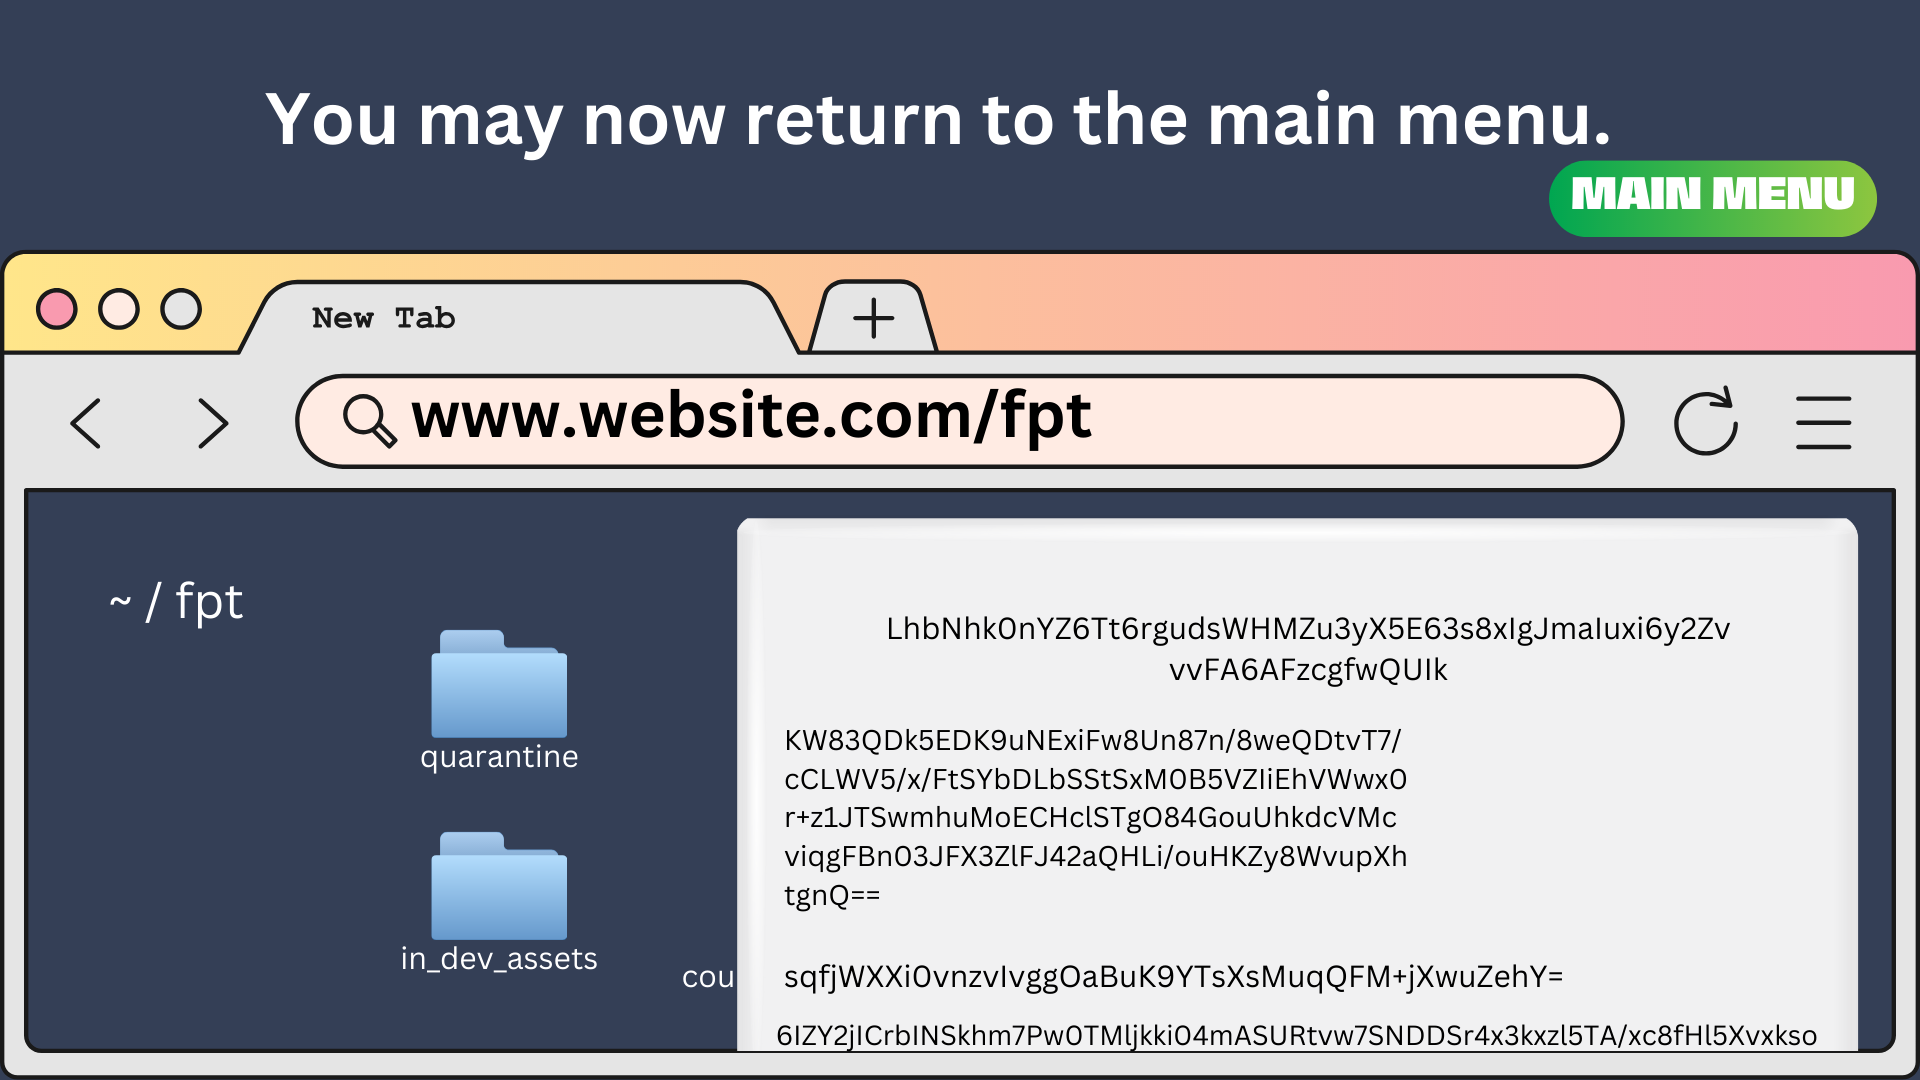 You may now return to the main menu.
MAIN MENU
New Tab
www.website.com/fpt
~ / fpt
quarantine
in_dev_assets
cou
LhbNhk0nYZ6Tt6rgudsWHMZu3yX5E63s8xIgJmaIuxi6y2Zv
vvFA6AFzcgfwQUIk
KW83QDk5EDK9uNExiFw8Un87n/8weQDtvT7/
cCLWV5/x/FtSYbDLbSStSxM0B5VZIiEhVWwx0
r+z1JTSwmhuMoECHclSTgO84GouUhkdcVMc
viqgFBn03JFX3ZlFJ42aQHLi/ouHKZy8WvupXh
tgnQ==
sqfjWXXi0vnzvIvggOaBuK9YTsXsMuqQFM+jXwuZehY=
6IZY2jICrbINSkhm7Pw0TMljkki04mASURtvw7SNDDSr4x3kxzl5TA/xc8fHl5Xvxkso